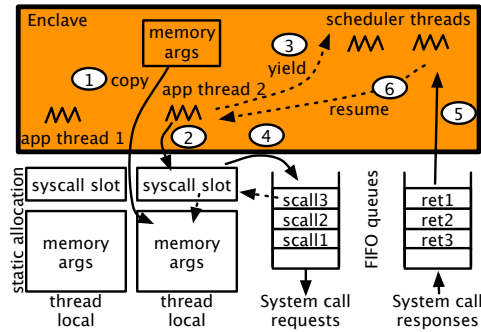 Enclave
scheduler threads
memory
args
3
1
copy
yield
app thread 2
6
resume
app thread 1
2
4
5
static allocation
syscall slot
syscall slot
FIFO queues
scall3
scall2
scall1
ret1
ret2
ret3
memory
args
memory
args
thread
local
thread
local
System call
requests
System call
responses